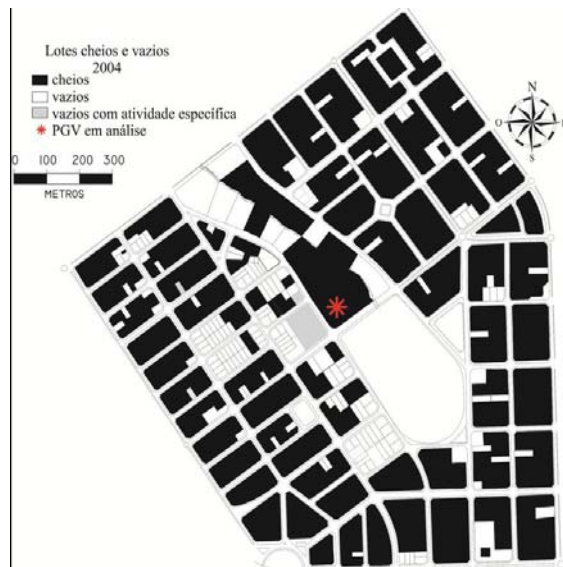 Lotes cheios e vazios
2004
cheios
vazios
vazios com atividade específica
PGV em análise
0 100 200 300
METROS
N
O
S